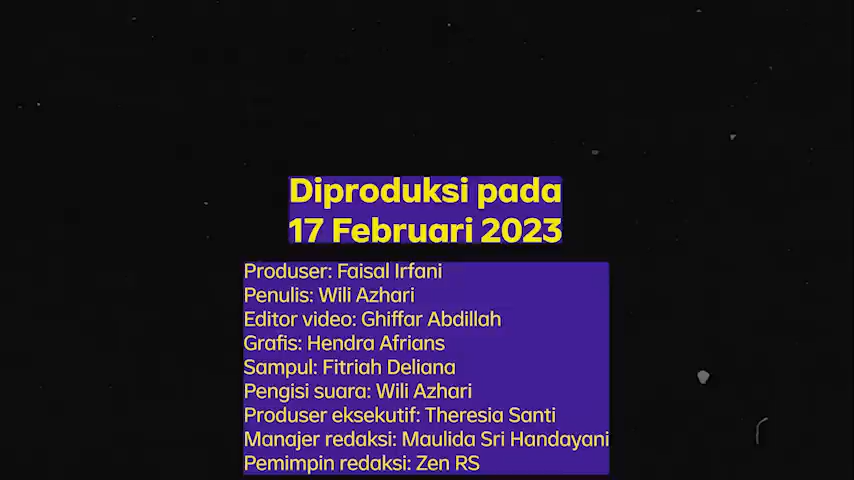 Diproduksi pada
17 Februari 2023
Produser: Faisal Irfani
Penulis: Wili Azhari
Editor video: Ghiffar Abdillah
Grafis: Hendra Afrians
Sampul: Fitriah Deliana
Pengisi suara: Wili Azhari
Produser eksekutif: Theresia Santi
Manajer redaksi: Maulida Sri Handayani
Pemimpin redaksi: Zen RS